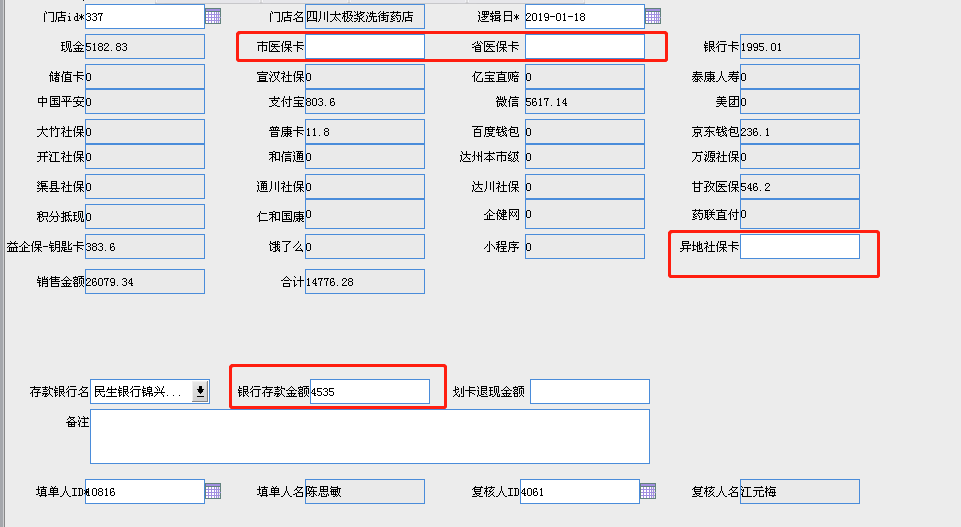 门店id*337 门店名 四川太极浆洗街药店 逻辑日* 2019-01-18
现金 5182.83 市医保卡 省医保卡 银行卡 1995.01
储值卡 0 宣汉社保 0 亿宝直赔 0 泰康人寿 0
中国平安 0 支付宝 803.6 微信 5617.14 美团 0
大竹社保 0 普康卡 11.8 百度钱包 0 京东钱包 236.1
开江社保 0 和信通 0 达州本市级 0 万源社保 0
渠县社保 0 通川社保 0 达川社保 0 甘孜医保 546.2
积分抵现 0 仁和国康 0 企健网 0 药联直付 0
益企保-钥匙卡 383.6 饿了么 0 小程序 0 异地社保卡
销售金额 26079.34 合计 14776.28
存款银行名 民生银行锦兴... 银行存款金额 4535 划卡退现金额
备注
填单人ID* 10816 填单人名 陈思敏 复核人ID 4061 复核人名 江元梅